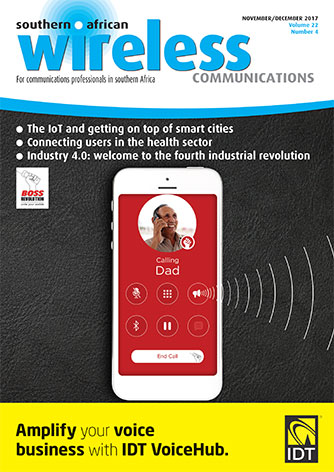 NOVEMBER/DECEMBER 2017
Volume 22
Number 4
southern african
wireless
COMMUNICATIONS
For communications professionals in southern Africa
The IoT and getting on top of smart cities
Connecting users in the health sector
Industry 4.0: welcome to the fourth industrial revolution
BOSS
REVOLUTION
Calling
Dad
End Call
Amplify your voice
business with IDT VoiceHub.
IDT